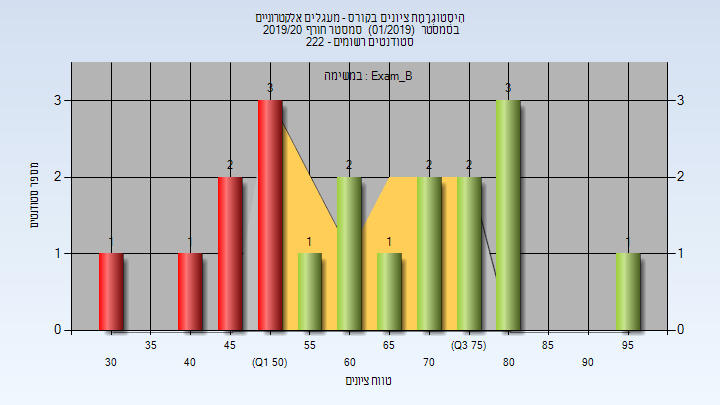 היסטוגרמת ציונים בקורס - מעגלים אלקטרוניים
בסמסטר (01/2019) סמסטר חורף 2019/20
סטודנטים רשומים - 222
במשימה : Exam_B
מספר סטודנטים
3 3
2 2
1 1
0 0
1 1 2 3 1 2 1 2 2 3 1
35 45 55 65 (Q3 75) 85 95
30 40 (Q1 50) 60 70 80 90
טווח ציונים